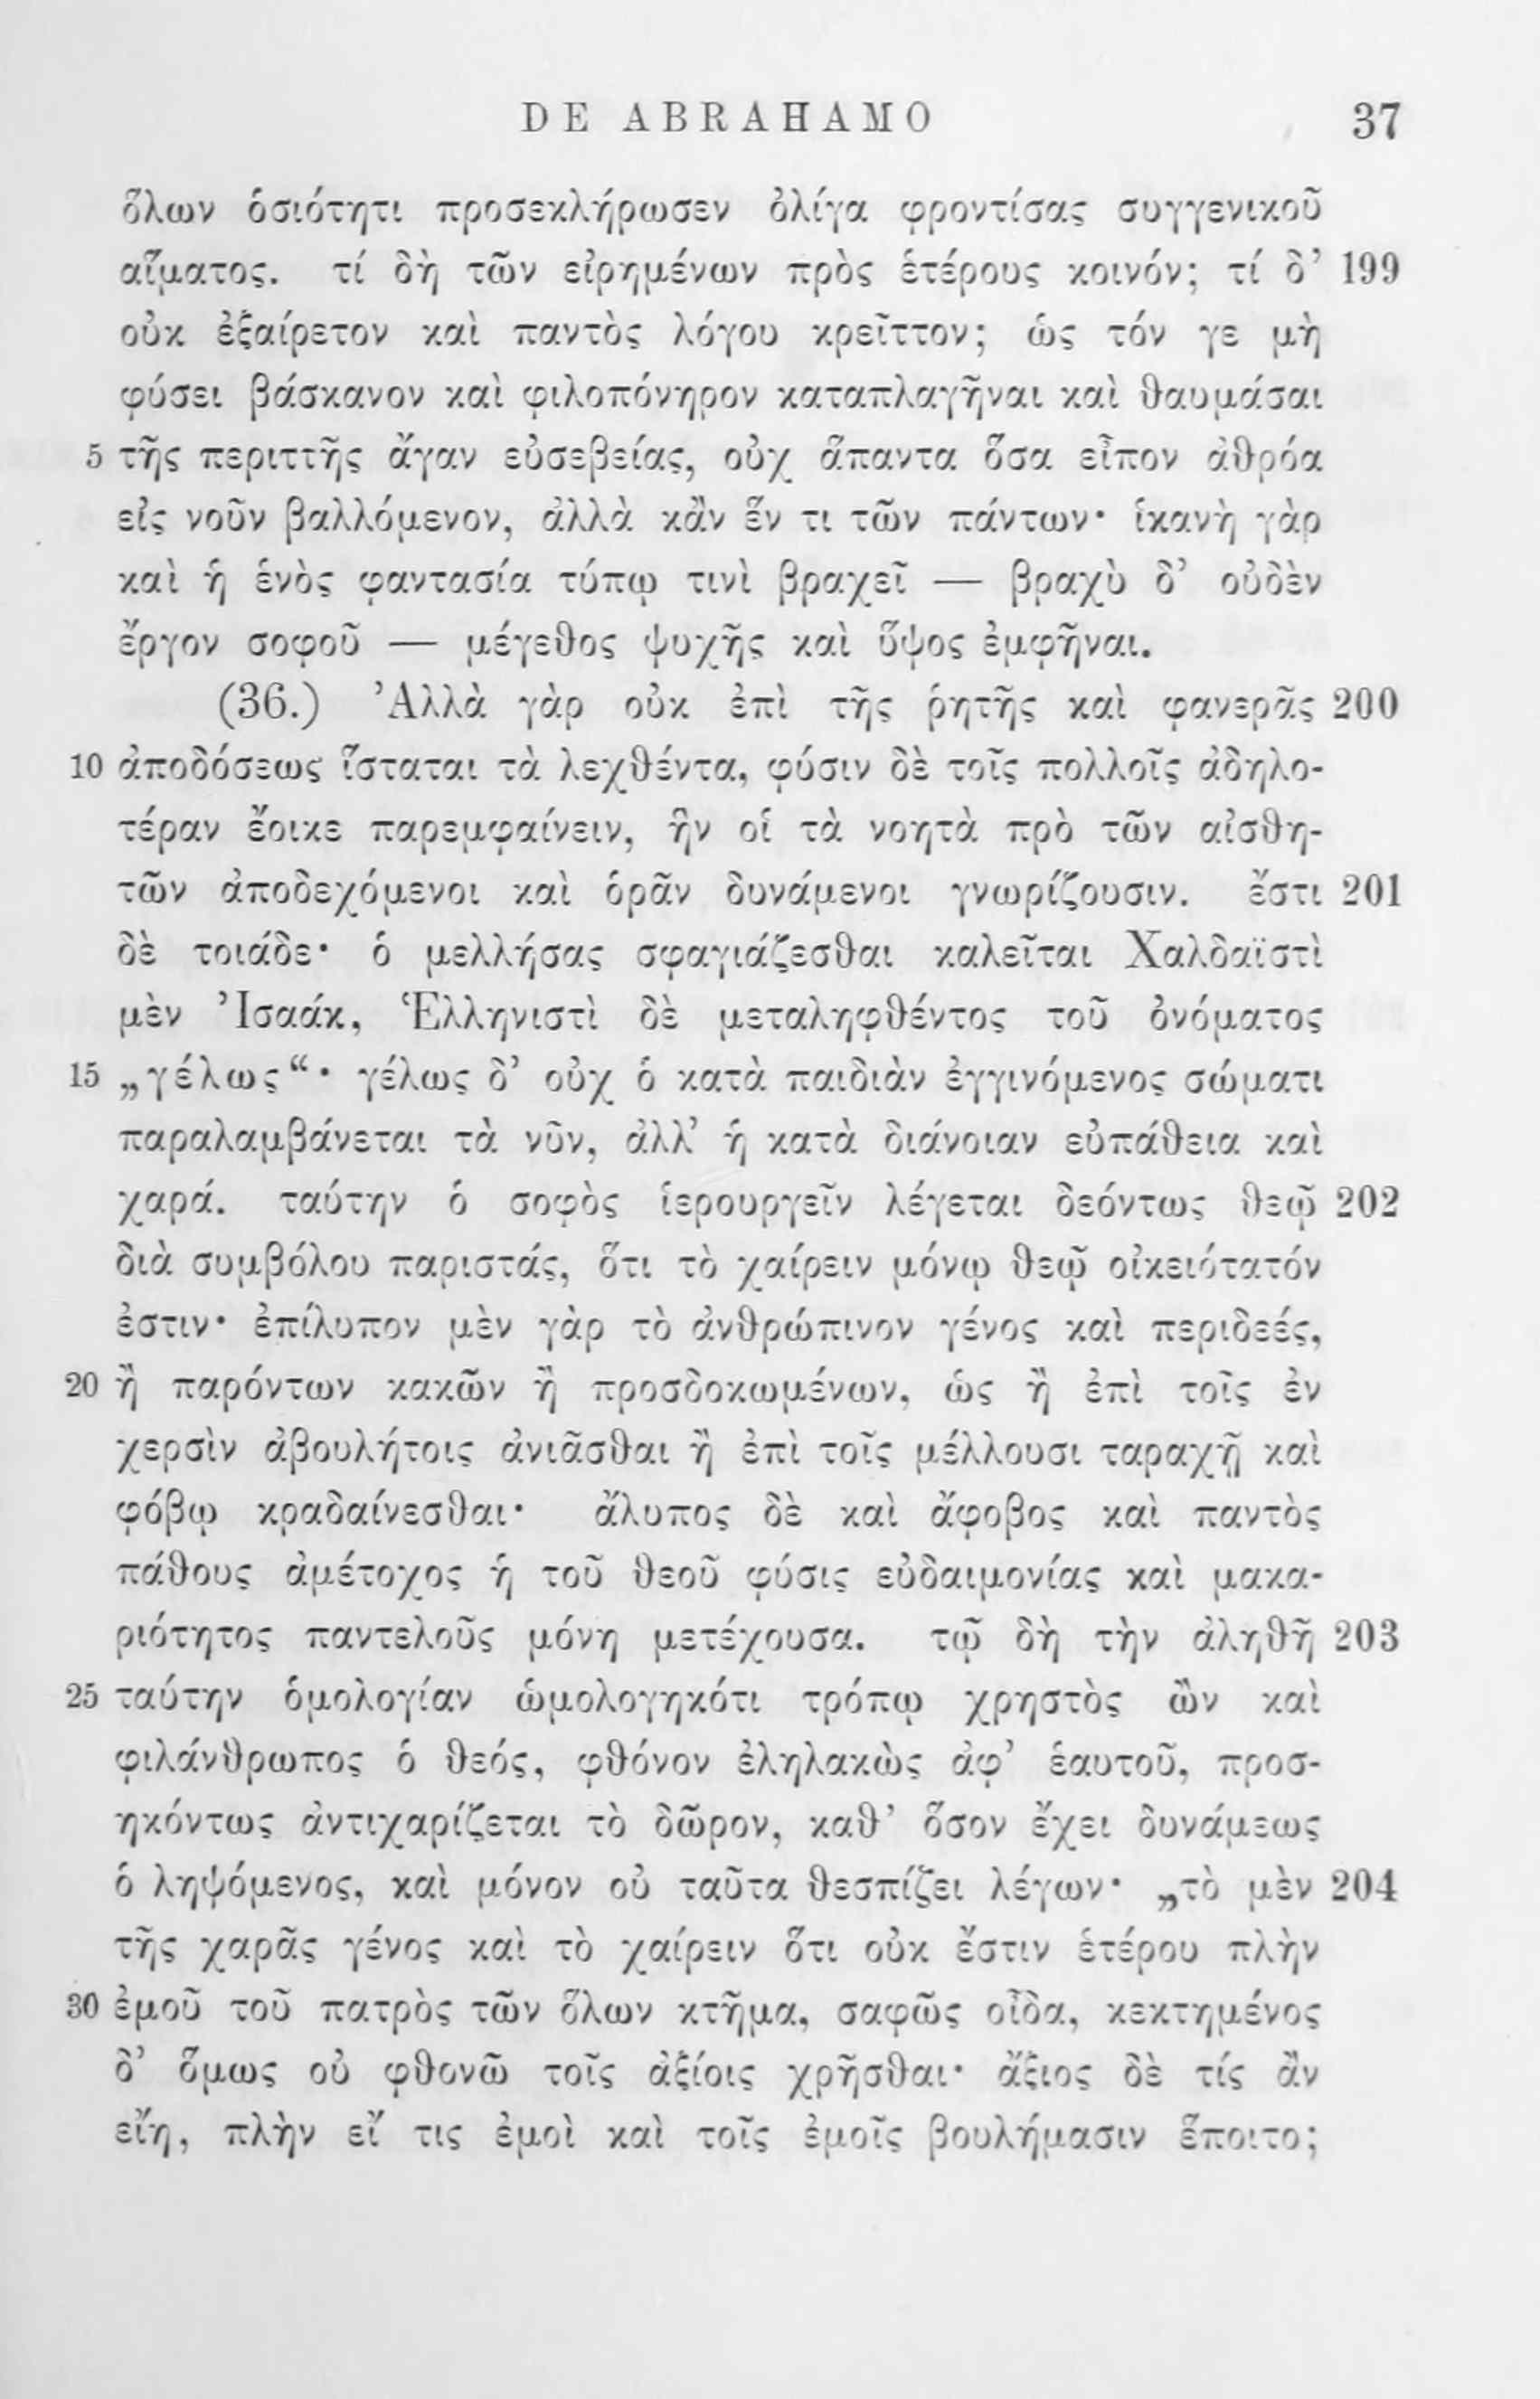 DE ABRAHAMO 37
ὅλων ὁσιότητι προσεκλήρωσεν ὀλίγα φροντίσας συγγενικοῦ
αἵματος. τί δὴ τῶν εἰρημένων πρὸς ἑτέρους κοινόν; τί δ’ 199
οὐκ ἐξαίρετον καὶ παντὸς λόγου κρεῖττον; ὡς τόν γε μὴ
φύσει βάσκανον καὶ φιλοπόνηρον καταπλαγῆναι καὶ θαυμάσαι
5 τῆς περιττῆς ἄγαν εὐσεβείας, οὐχ ἅπαντα ὅσα εἶπον ἀθρόα
εἰς νοῦν βαλλόμενον, ἀλλὰ κἂν ἕν τι τῶν πάντων· ἱκανὴ γὰρ
καὶ ἡ ἑνὸς φαντασία τύπῳ τινὶ βραχεῖ — βραχὺ δ’ οὐδὲν
ἔργον σοφοῦ — μέγεθος ψυχῆς καὶ ὕψος ἐμφῆναι.
(36.) Ἀλλὰ γὰρ οὐκ ἐπὶ τῆς ῥητῆς καὶ φανερᾶς 200
10 ἀποδόσεως ἵσταται τὰ λεχθέντα, φύσιν δὲ τοῖς πολλοῖς ἀδηλο-
τέραν ἔοικε παρεμφαίνειν, ἣν οἱ τὰ νοητὰ πρὸ τῶν αἰσθη-
τῶν ἀποδεχόμενοι καὶ ὁρᾶν δυνάμενοι γνωρίζουσιν. ἔστι 201
δὲ τοιάδε· ὁ μελλήσας σφαγιάζεσθαι καλεῖται Χαλδαϊστὶ
μὲν Ἰσαάκ, Ἑλληνιστὶ δὲ μεταληφθέντος τοῦ ὀνόματος
15 „γέλως“· γέλως δ’ οὐχ ὁ κατὰ παιδιὰν ἐγγινόμενος σώματι
παραλαμβάνεται τὰ νῦν, ἀλλ’ ἡ κατὰ διάνοιαν εὐπάθεια καὶ
χαρά. ταύτην ὁ σοφὸς ἱερουργεῖν λέγεται δεόντως θεῷ 202
διὰ συμβόλου παριστάς, ὅτι τὸ χαίρειν μόνῳ θεῷ οἰκειότατόν
ἐστιν· ἐπίλυπον μὲν γὰρ τὸ ἀνθρώπινον γένος καὶ περιδεές,
20 ἢ παρόντων κακῶν ἢ προσδοκωμένων, ὡς ἢ ἐπὶ τοῖς ἐν
χερσὶν ἀβουλήτοις ἀνιᾶσθαι ἢ ἐπὶ τοῖς μέλλουσι ταραχῇ καὶ
φόβῳ κραδαίνεσθαι· ἄλυπος δὲ καὶ ἄφοβος καὶ παντὸς
πάθους ἀμέτοχος ἡ τοῦ θεοῦ φύσις εὐδαιμονίας καὶ μακα-
ριότητος παντελοῦς μόνη μετέχουσα. τῷ δὴ τὴν ἀληθῆ 203
25 ταύτην ὁμολογίαν ὡμολογηκότι τρόπῳ χρηστὸς ὢν καὶ
φιλάνθρωπος ὁ θεός, φθόνον ἐληλακὼς ἀφ’ ἑαυτοῦ, προσ-
ηκόντως ἀντιχαρίζεται τὸ δῶρον, καθ’ ὅσον ἔχει δυνάμεως
ὁ ληψόμενος, καὶ μόνον οὐ ταῦτα θεσπίζει λέγων· „τὸ μὲν 204
τῆς χαρᾶς γένος καὶ τὸ χαίρειν ὅτι οὐκ ἔστιν ἑτέρου πλὴν
30 ἐμοῦ τοῦ πατρὸς τῶν ὅλων κτῆμα, σαφῶς οἶδα, κεκτημένος
δ’ ὅμως οὐ φθονῶ τοῖς ἀξίοις χρῆσθαι· ἄξιος δὲ τίς ἂν
εἴη, πλὴν εἴ τις ἐμοὶ καὶ τοῖς ἐμοῖς βουλήμασιν ἕποιτο;